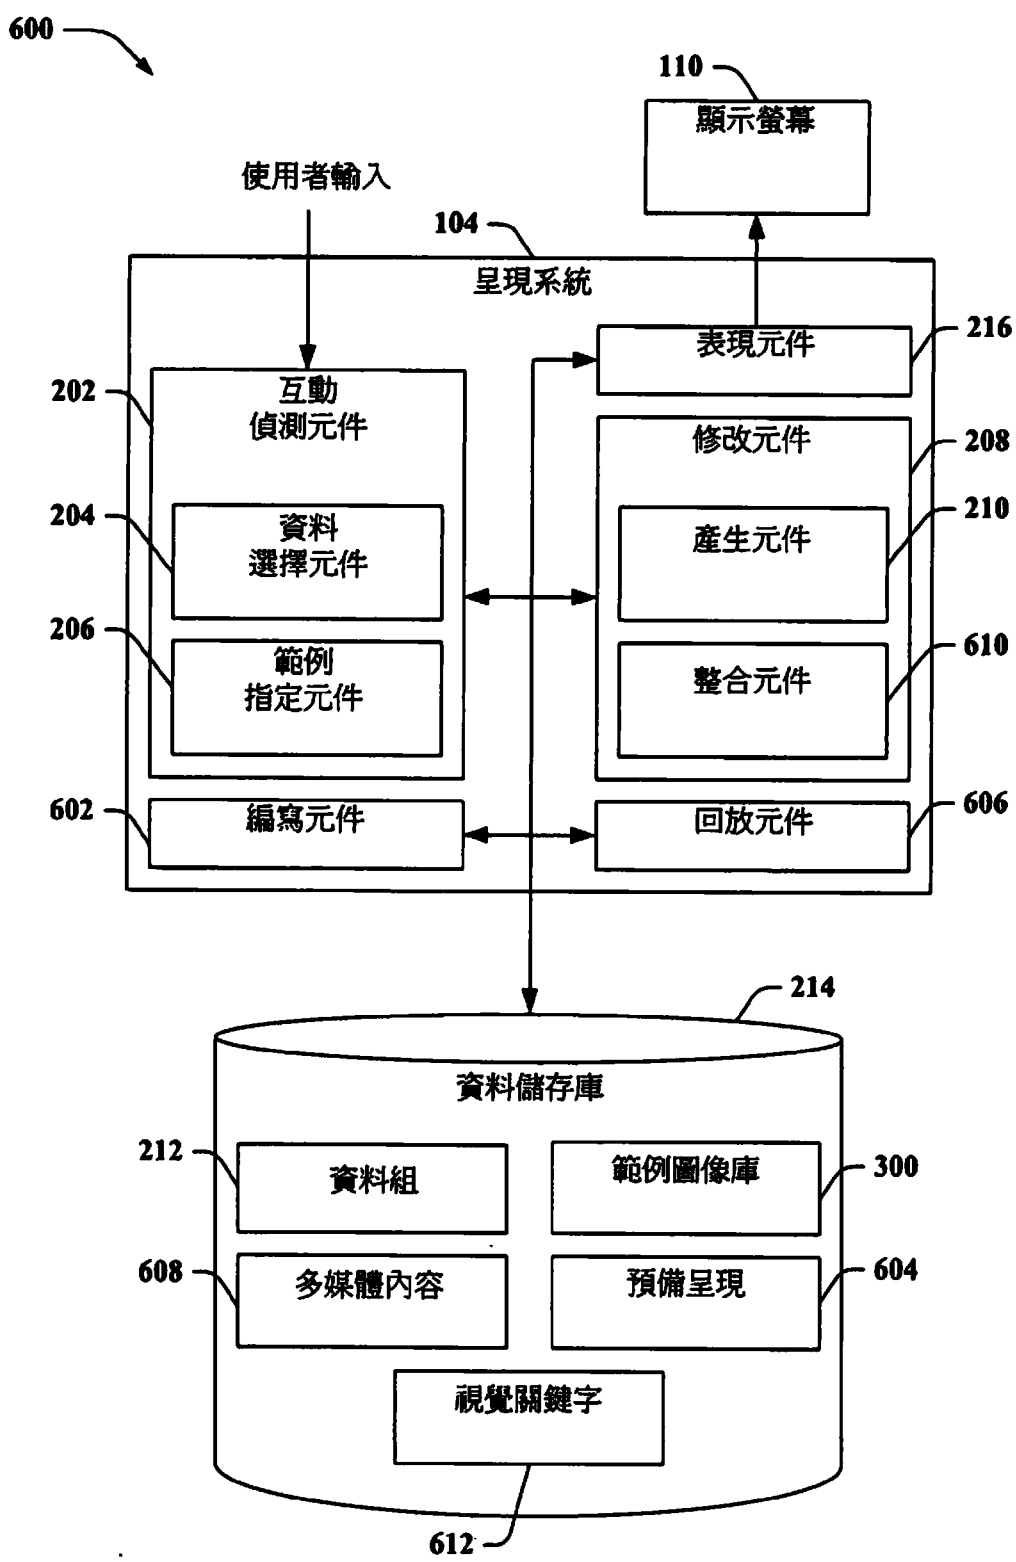 600
110
顯示螢幕
使用者輸入
104
呈現系統
表現元件
216
202
互動
偵測元件
修改元件
208
204
資料
選擇元件
產生元件
210
206
範例
指定元件
整合元件
610
602
編寫元件
回放元件
606
214
資料儲存庫
212
資料組
範例圖像庫
300
608
多媒體內容
預備呈現
604
視覺關鍵字
612